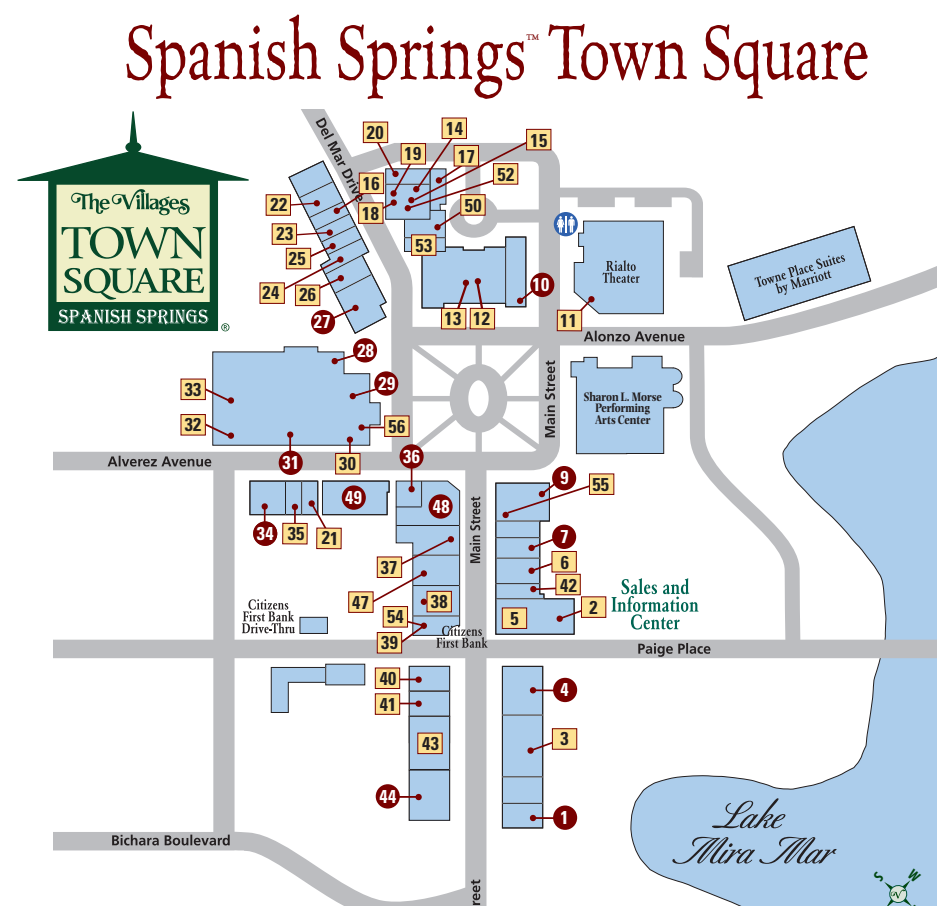 Spanish Springs™ Town Square
The Villages
TOWN
SQUARE
SPANISH SPRINGS
®
Del Mar Drive
20
14
19
15
17
16
52
18
22
50
23
53
25
24
26
27
13
12
10
11
Rialto
Theater
Towne Place Suites
by Marriott
Alonzo Avenue
28
29
33
32
56
31
30
Main Street
Sharon L. Morse
Performing
Arts Center
Alverez Avenue
36
49
48
34
35
21
37
47
38
54
39
Main Street
9
55
7
6
42
2
5
Sales and
Information
Center
Citizens
First Bank
Drive-Thru
Citizens
First Bank
Paige Place
40
41
43
44
4
3
1
Lake
Mira Mar
Bichara Boulevard
reet
S
W